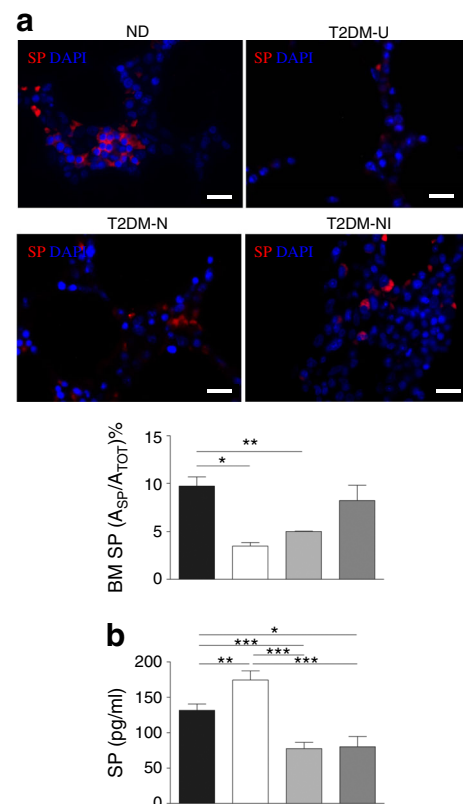 a
ND
T2DM-U
SP DAPI
SP DAPI
T2DM-N
T2DM-NI
SP DAPI
SP DAPI
BM SP (ASP/ATOT)%
15
10
5
0
**
*
b
SP (pg/ml)
200
150
100
50
0
*
***
***
**
***